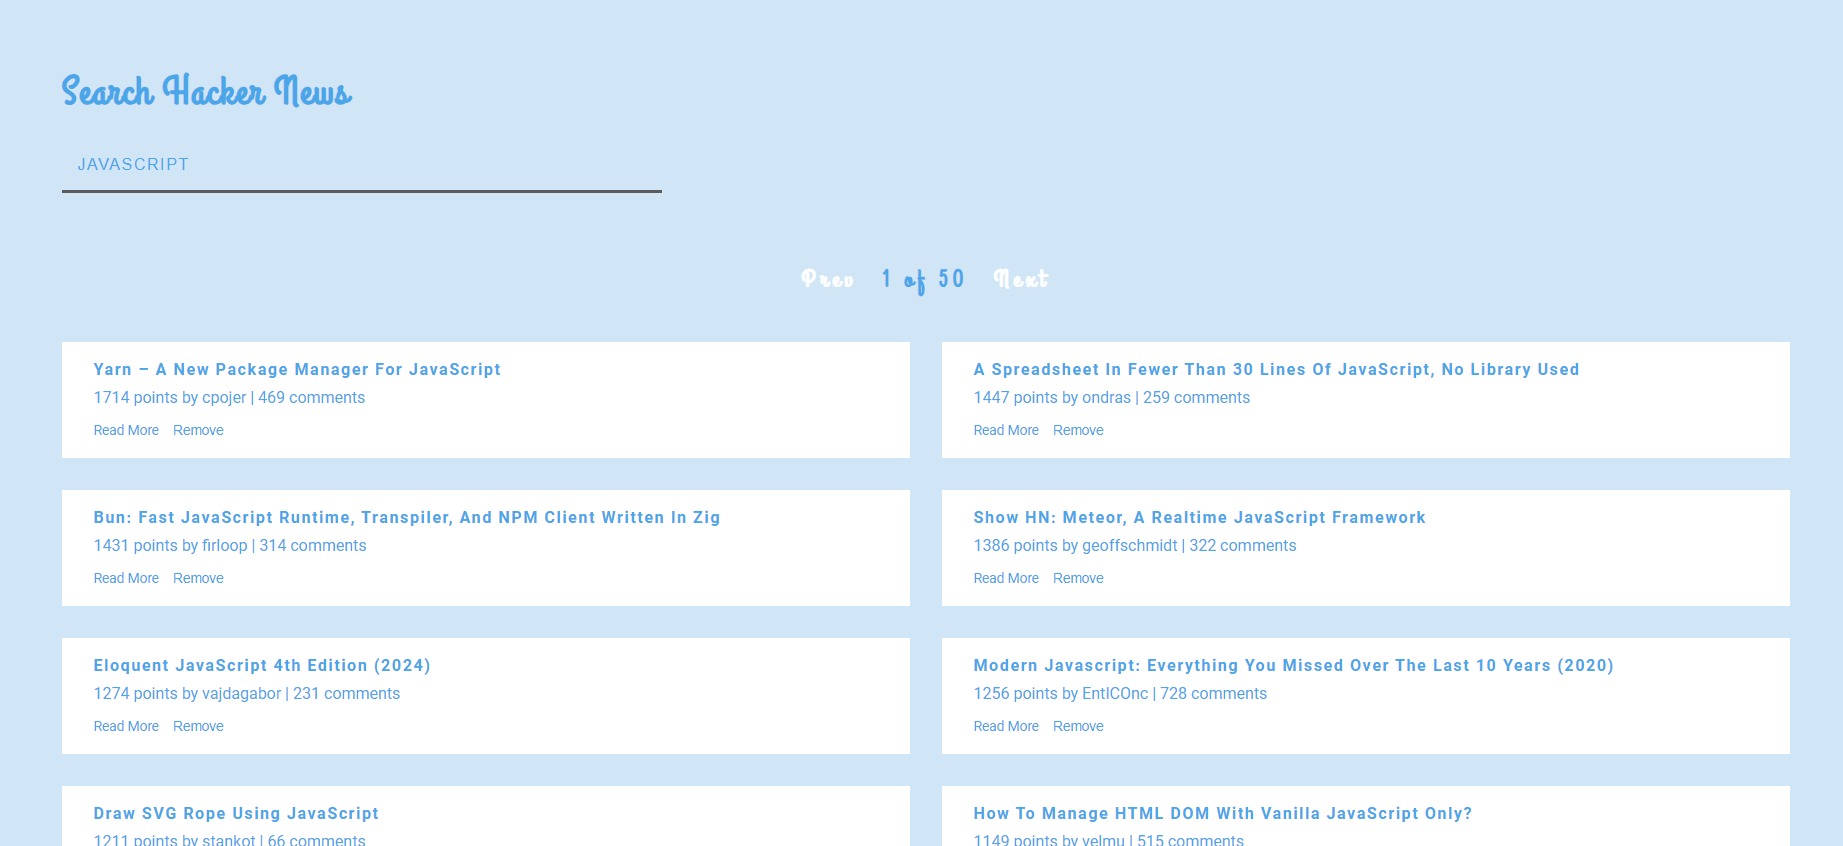 Search Hacker News
JAVASCRIPT
Prev 1 of 50 Next
Yarn – A New Package Manager For JavaScript
1714 points by cpojer | 469 comments
Read More Remove
A Spreadsheet In Fewer Than 30 Lines Of JavaScript, No Library Used
1447 points by ondras | 259 comments
Read More Remove
Bun: Fast JavaScript Runtime, Transpiler, And NPM Client Written In Zig
1431 points by firloop | 314 comments
Read More Remove
Show HN: Meteor, A Realtime JavaScript Framework
1386 points by geoffschmidt | 322 comments
Read More Remove
Eloquent JavaScript 4th Edition (2024)
1274 points by vajdagabor | 231 comments
Read More Remove
Modern Javascript: Everything You Missed Over The Last 10 Years (2020)
1256 points by EntICOnc | 728 comments
Read More Remove
Draw SVG Rope Using JavaScript
1211 points by stankot | 66 comments
How To Manage HTML DOM With Vanilla JavaScript Only?
1149 points by velmu | 515 comments